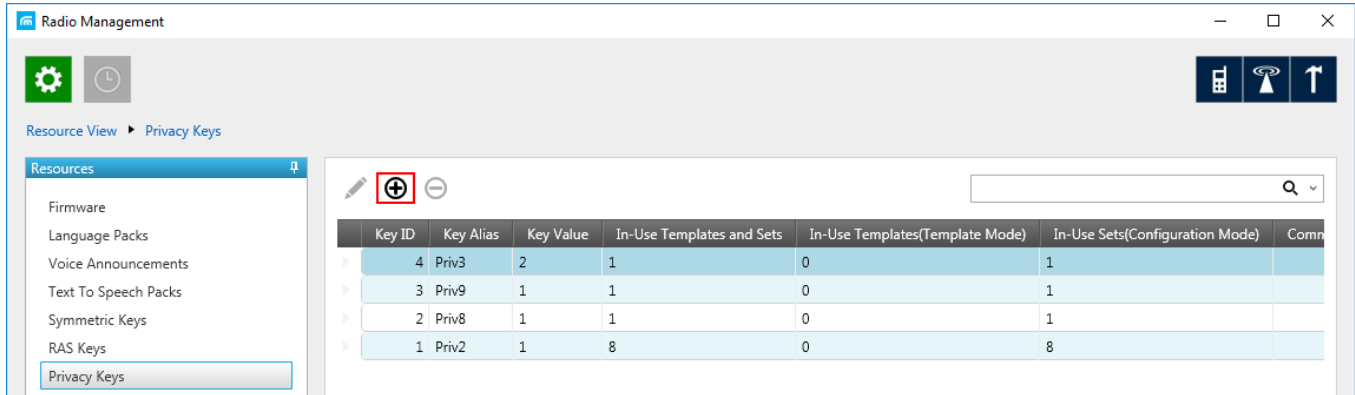 Radio Management
Resource View Privacy Keys
Resources
Firmware
Language Packs
Voice Announcements
Text To Speech Packs
Symmetric Keys
RAS Keys
Privacy Keys
Key ID Key Alias Key Value In-Use Templates and Sets In-Use Templates(Template Mode) In-Use Sets(Configuration Mode) Comm
4 Priv3 2 1 0 1
3 Priv9 1 1 0 1
2 Priv8 1 1 0 1
1 Priv2 1 8 0 8